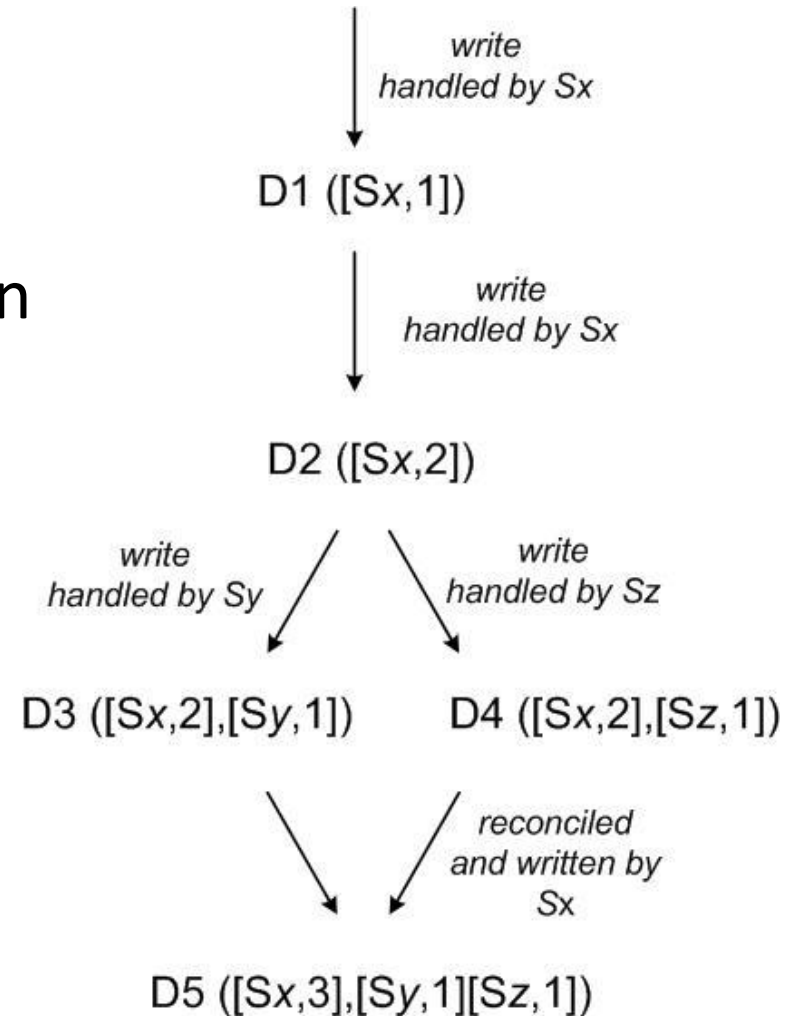 write
handled by Sx
D1 ([Sx,1])
n
write
handled by Sx
D2 ([Sx,2])
write
handled by Sy
write
handled by Sz
D3 ([Sx,2],[Sy,1])
D4 ([Sx,2],[Sz,1])
reconciled
and written by
Sx
D5 ([Sx,3],[Sy,1][Sz,1])